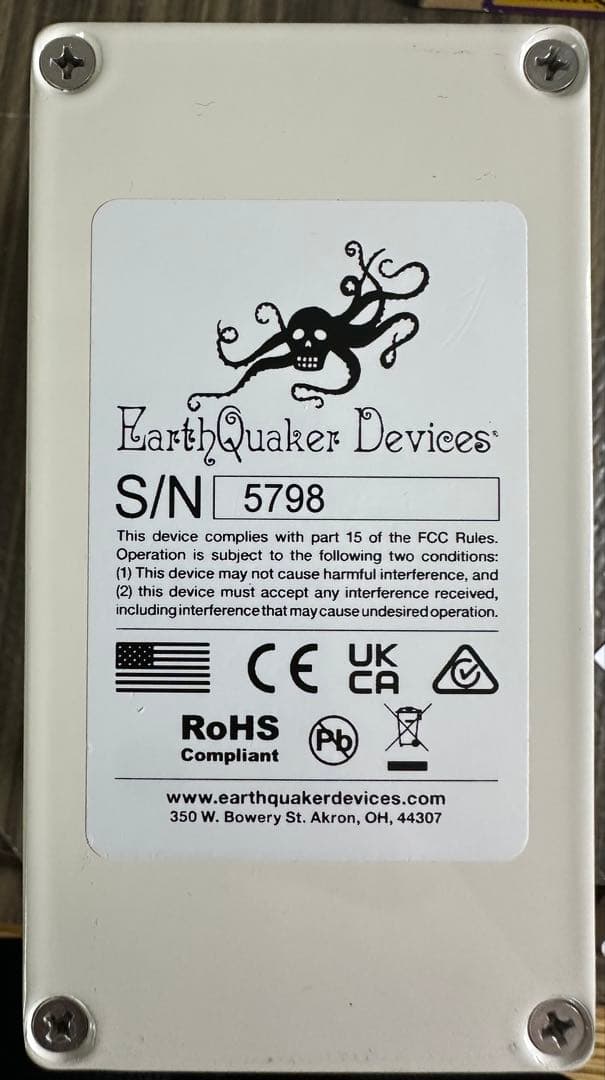 EarthQuaker Devices
S/N 5798
This device complies with part 15 of the FCC Rules.
Operation is subject to the following two conditions:
(1) This device may not cause harmful interference, and
(2) this device must accept any interference received,
including interference that may cause undesired operation.
CE UK
CA
RoHS
Compliant
Pb
www.earthquakerdevices.com
350 W. Bowery St. Akron, OH, 44307